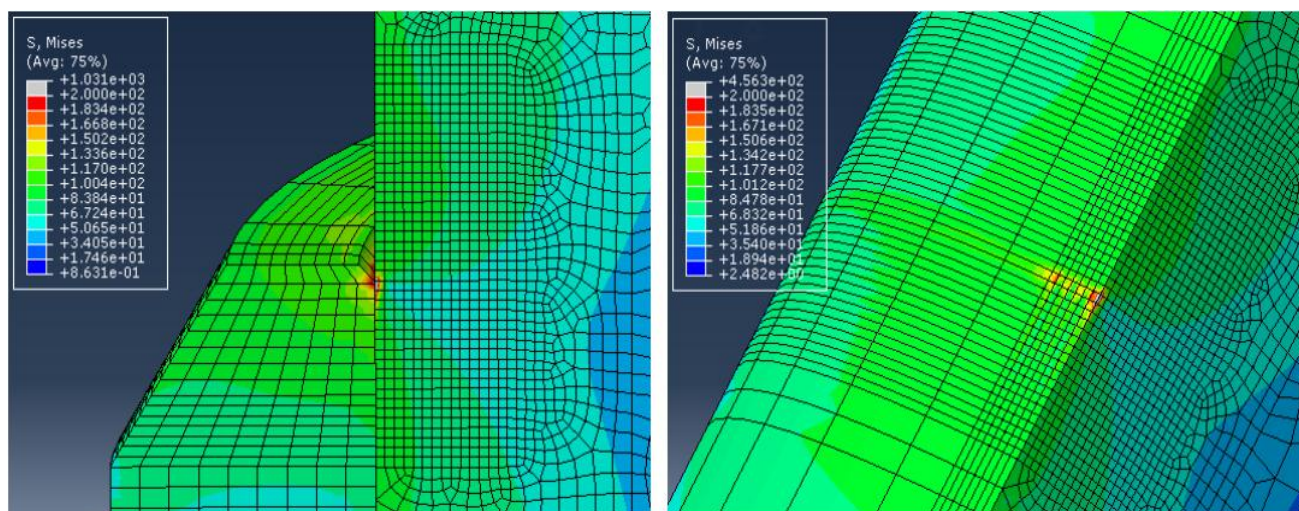 S, Mises
(Avg: 75%)
+1.031e+03
+2.000e+02
+1.834e+02
+1.668e+02
+1.502e+02
+1.336e+02
+1.170e+02
+1.004e+02
+8.384e+01
+6.724e+01
+5.065e+01
+3.405e+01
+1.746e+01
+8.631e-01
S, Mises
(Avg: 75%)
+4.563e+02
+2.000e+02
+1.835e+02
+1.671e+02
+1.506e+02
+1.342e+02
+1.177e+02
+1.012e+02
+8.478e+01
+6.832e+01
+5.186e+01
+3.540e+01
+1.894e+01
+2.482e+00